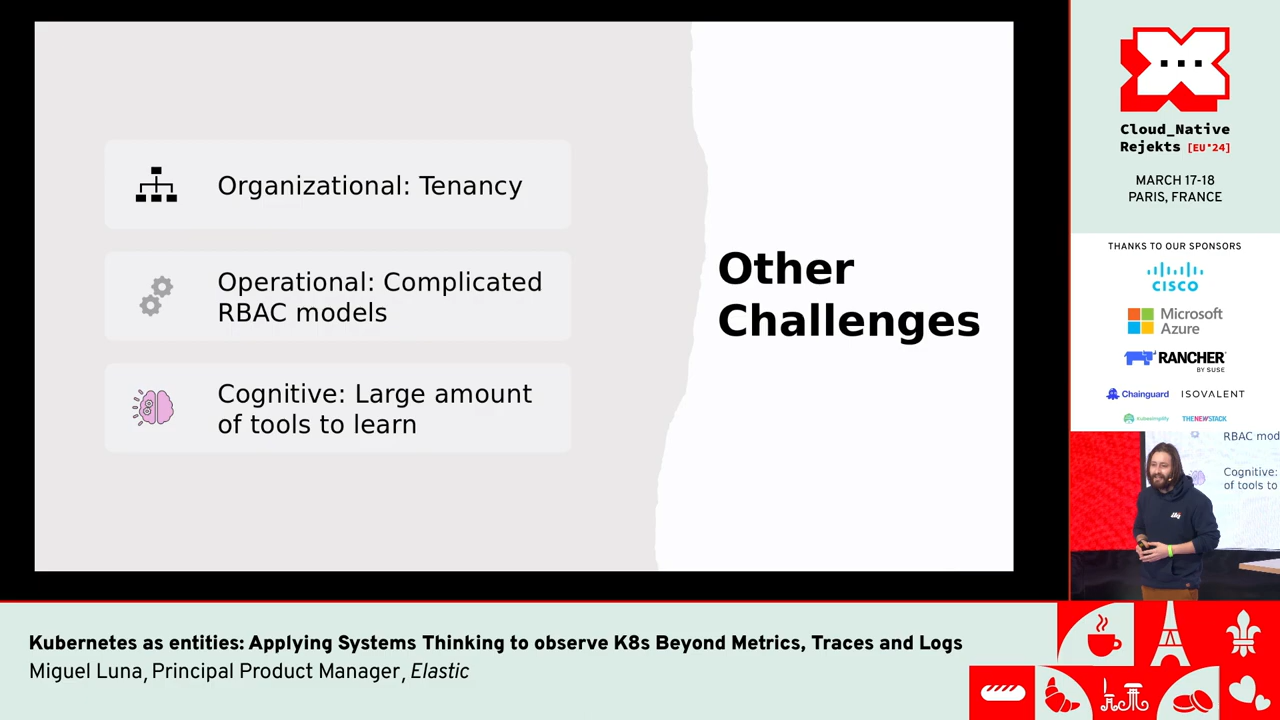 Organizational: Tenancy
Operational: Complicated
RBAC models
Cognitive: Large amount
of tools to learn
Other
Challenges
Cloud_Native
Rejekts [EU'24]
MARCH 17-18
PARIS, FRANCE
THANKS TO OUR SPONSORS
CISCO
Microsoft
Azure
RANCHER
BY SUSE
Chainguard
ISOVALENT
Kubesimplify
THENEWSTACK
RBAC mod
Cognitive:
of tools to
Kubernetes as entities: Applying Systems Thinking to observe K8s Beyond Metrics, Traces and Logs
Miguel Luna, Principal Product Manager, Elastic